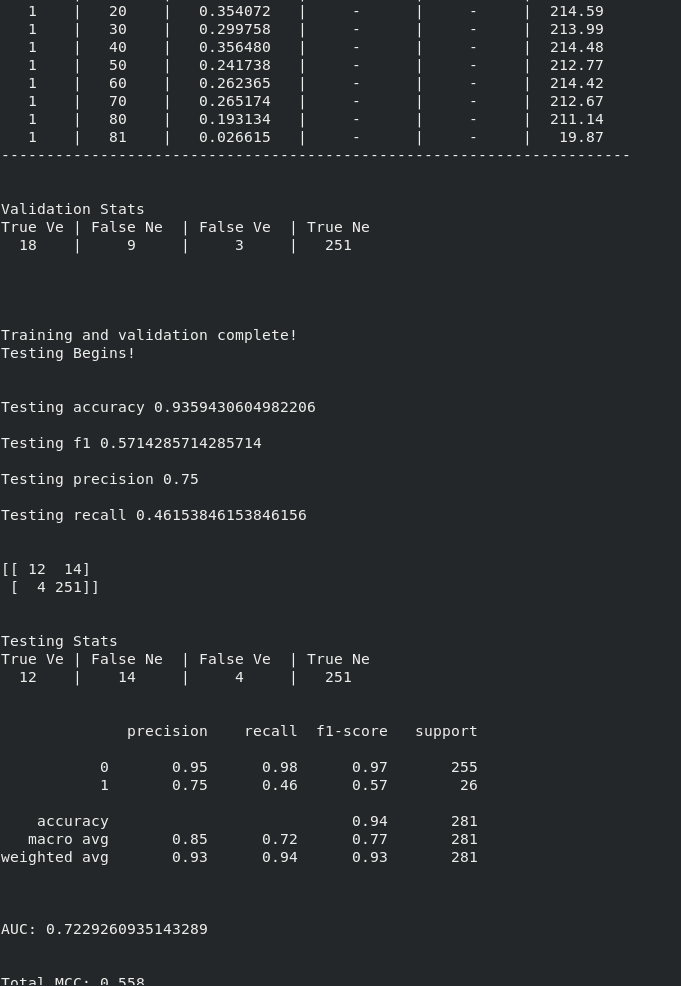 1 | 20 | 0.354072 | - | - | 214.59
1 | 30 | 0.299758 | - | - | 213.99
1 | 40 | 0.356480 | - | - | 214.48
1 | 50 | 0.241738 | - | - | 212.77
1 | 60 | 0.262365 | - | - | 214.42
1 | 70 | 0.265174 | - | - | 212.67
1 | 80 | 0.193134 | - | - | 211.14
1 | 81 | 0.026615 | - | - | 19.87
----------------------------------------------------------------------
Validation Stats
True Ve | False Ne | False Ve | True Ne
18 | 9 | 3 | 251
Training and validation complete!
Testing Begins!
Testing accuracy 0.9359430604982206
Testing f1 0.5714285714285714
Testing precision 0.75
Testing recall 0.46153846153846156
[[ 12 14]
[ 4 251]]
Testing Stats
True Ve | False Ne | False Ve | True Ne
12 | 14 | 4 | 251
precision recall f1-score support
0 0.95 0.98 0.97 255
1 0.75 0.46 0.57 26
accuracy 0.94 281
macro avg 0.85 0.72 0.77 281
weighted avg 0.93 0.94 0.93 281
AUC: 0.7229260935143289
Total MCC: 0.558